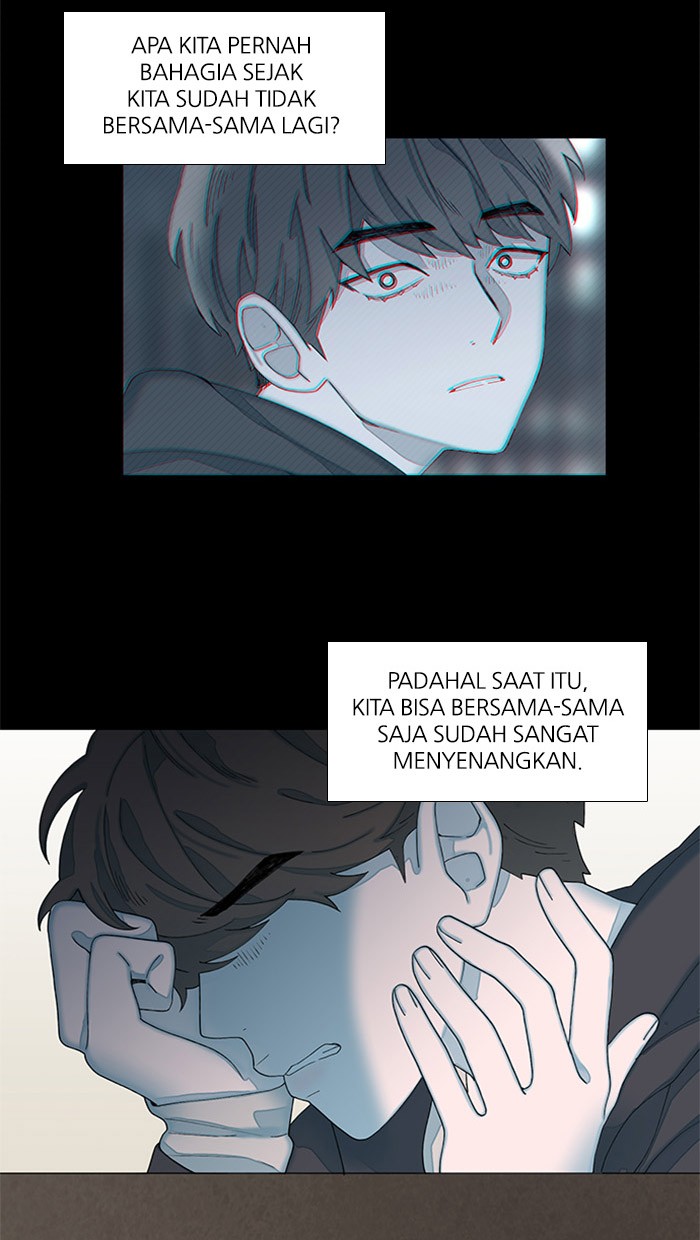 APA KITA PERNAH
BAHAGIA SEJAK
KITA SUDAH TIDAK
BERSAMA-SAMA LAGI?
PADAHAL SAAT ITU,
KITA BISA BERSAMA-SAMA
SAJA SUDAH SANGAT
MENYENANGKAN.